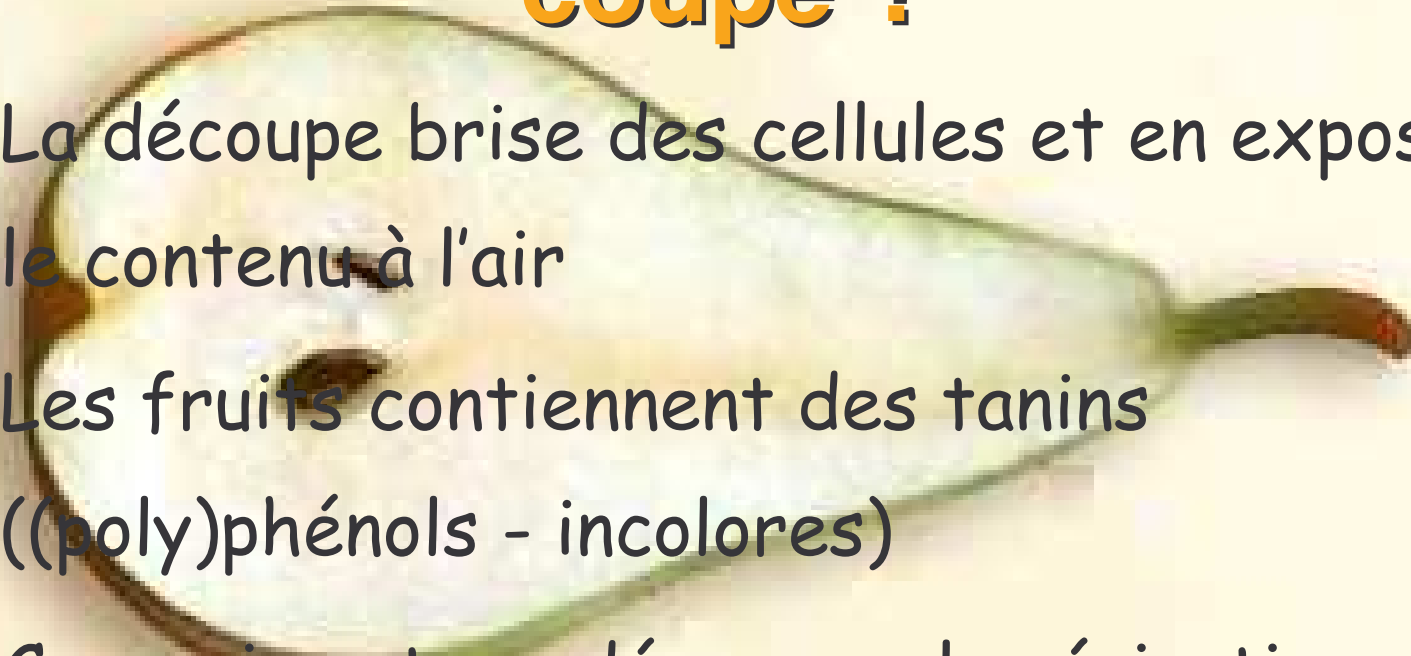 coupe ?
La découpe brise des cellules et en expos
le contenu à l’air
Les fruits contiennent des tanins
((poly)phénols - incolores)